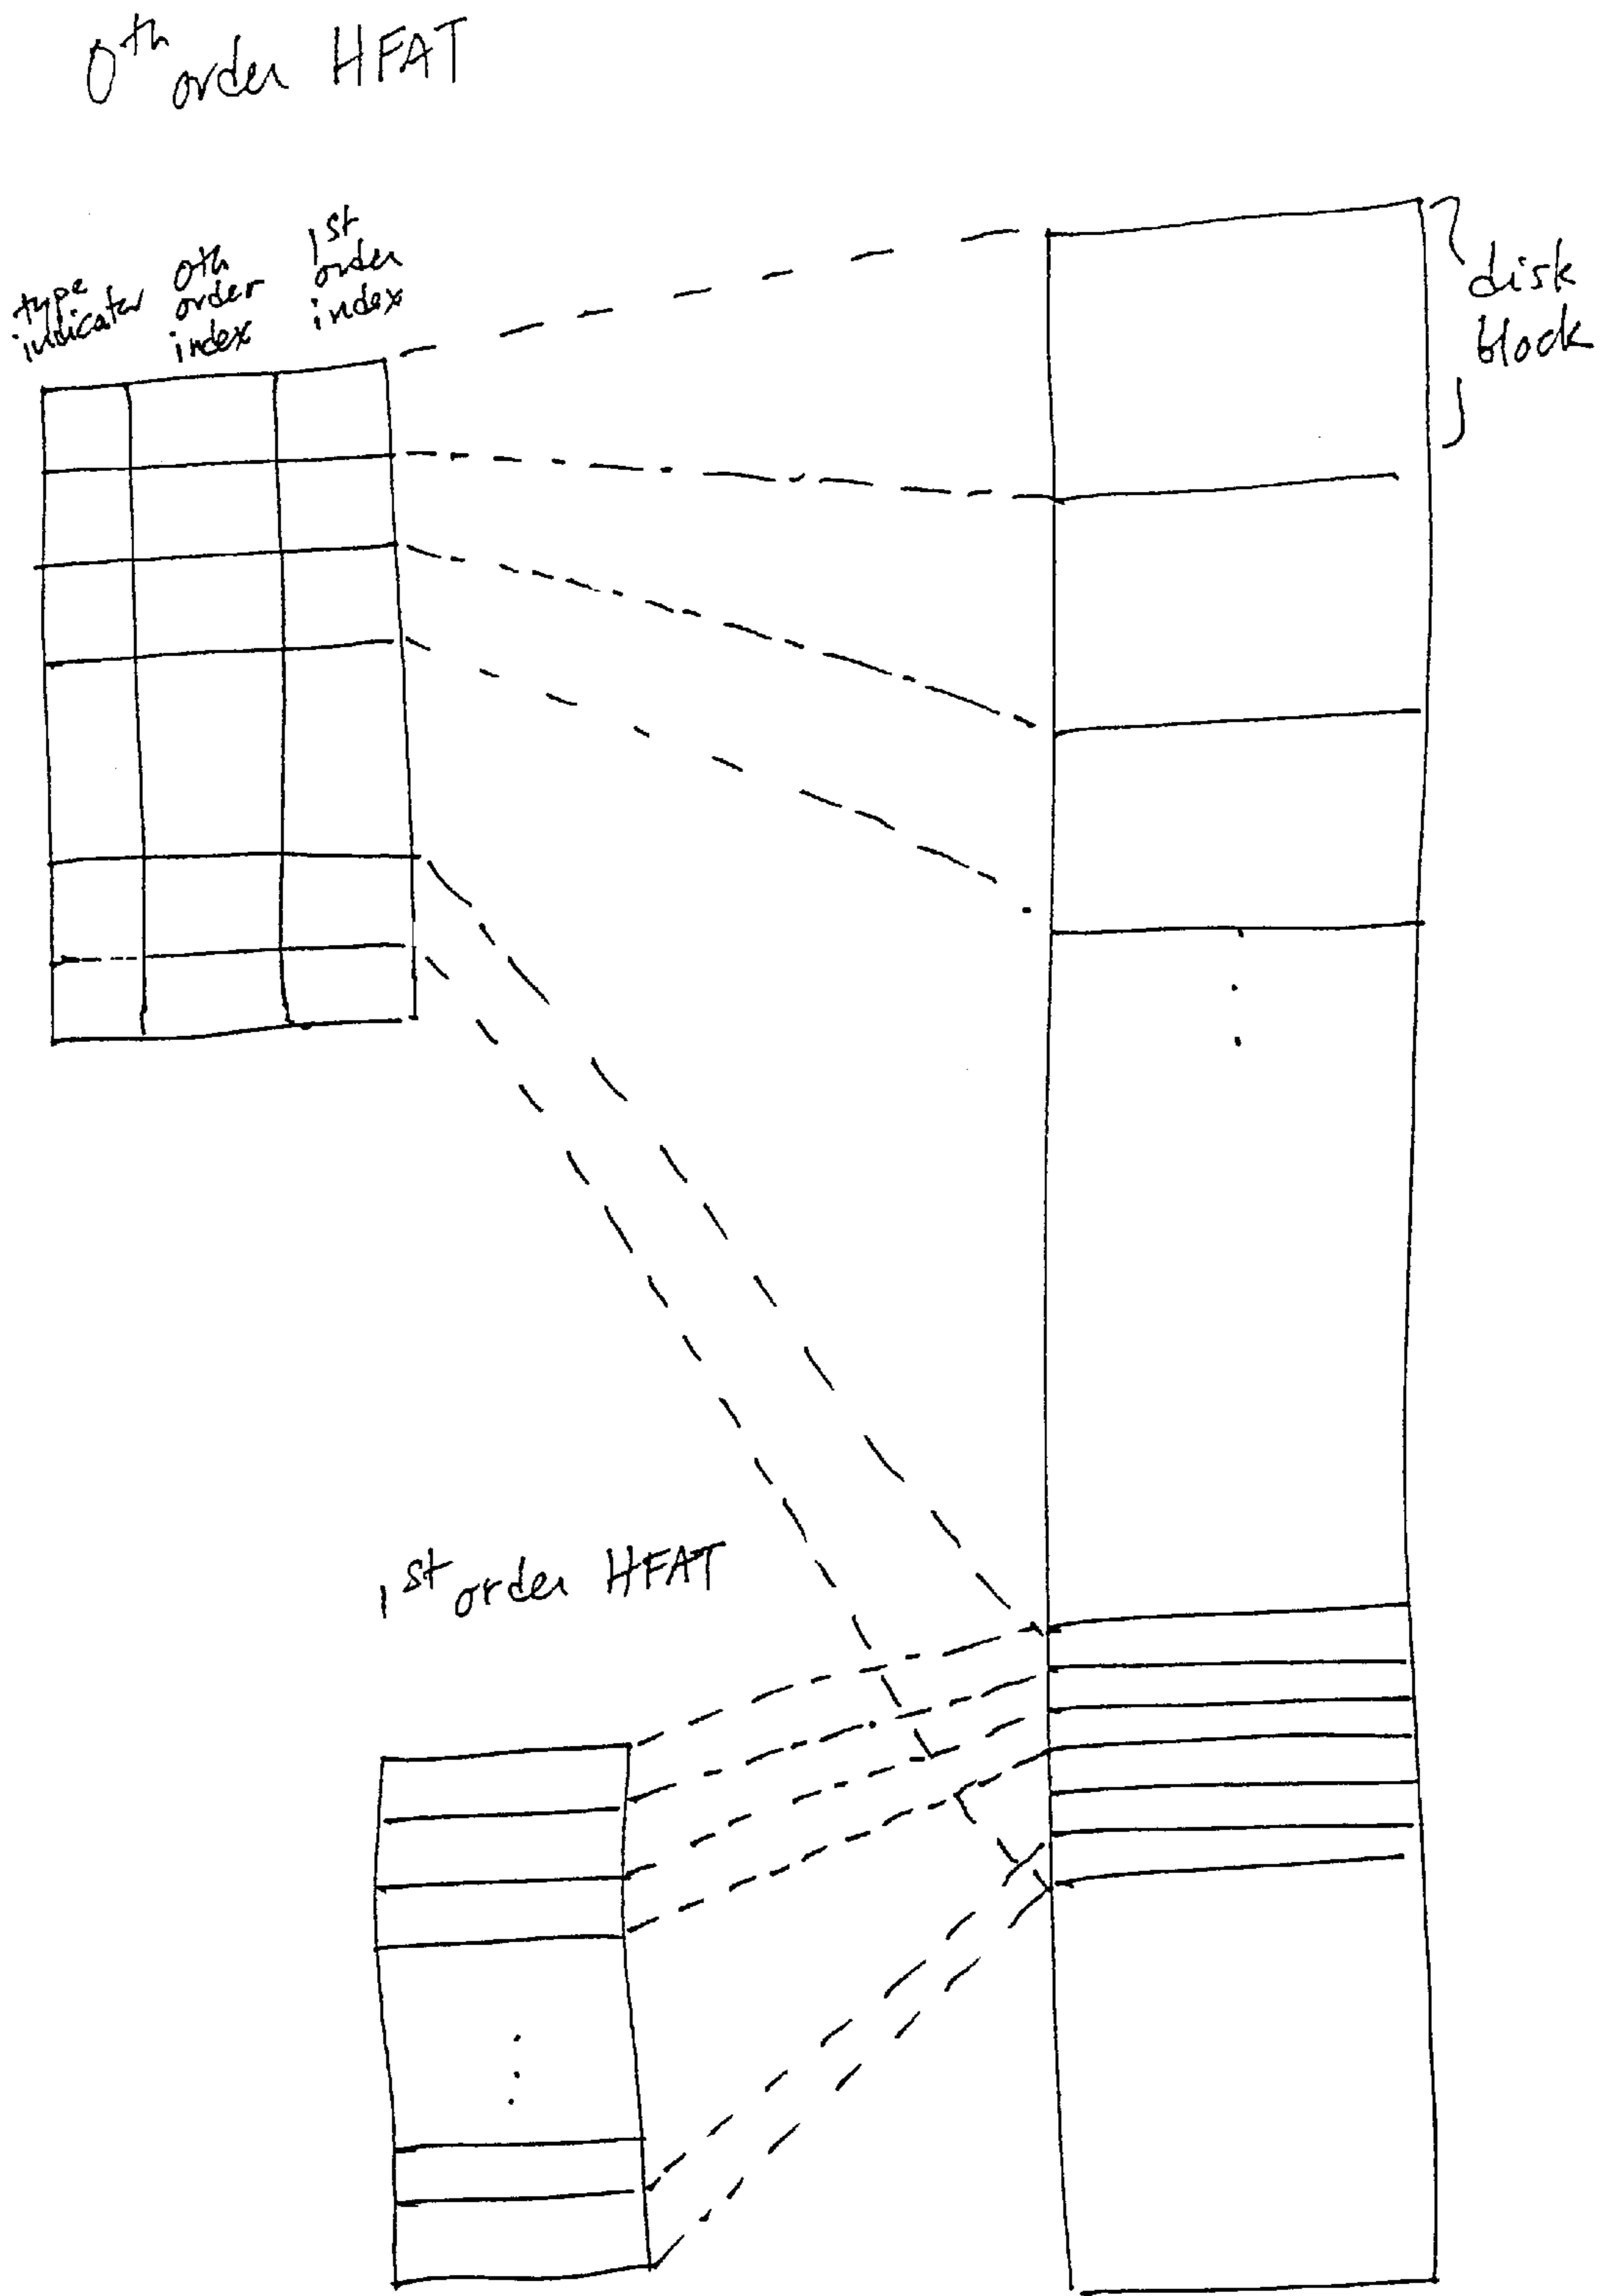 0th order HFAT
type
indicator
0th
order
index
1st
order
index
disk
block
1st order HFAT